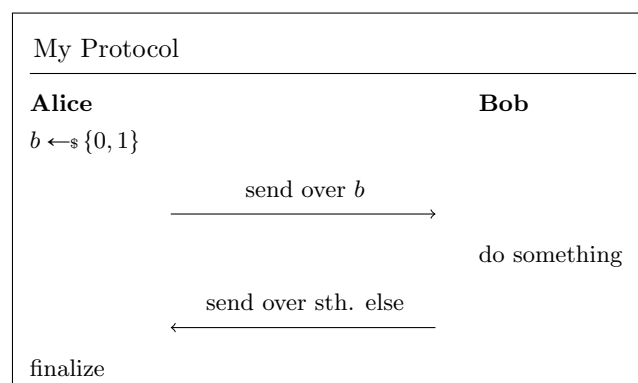 My Protocol
Alice Bob
b ←$ {0, 1}
send over b
do something
send over sth. else
finalize